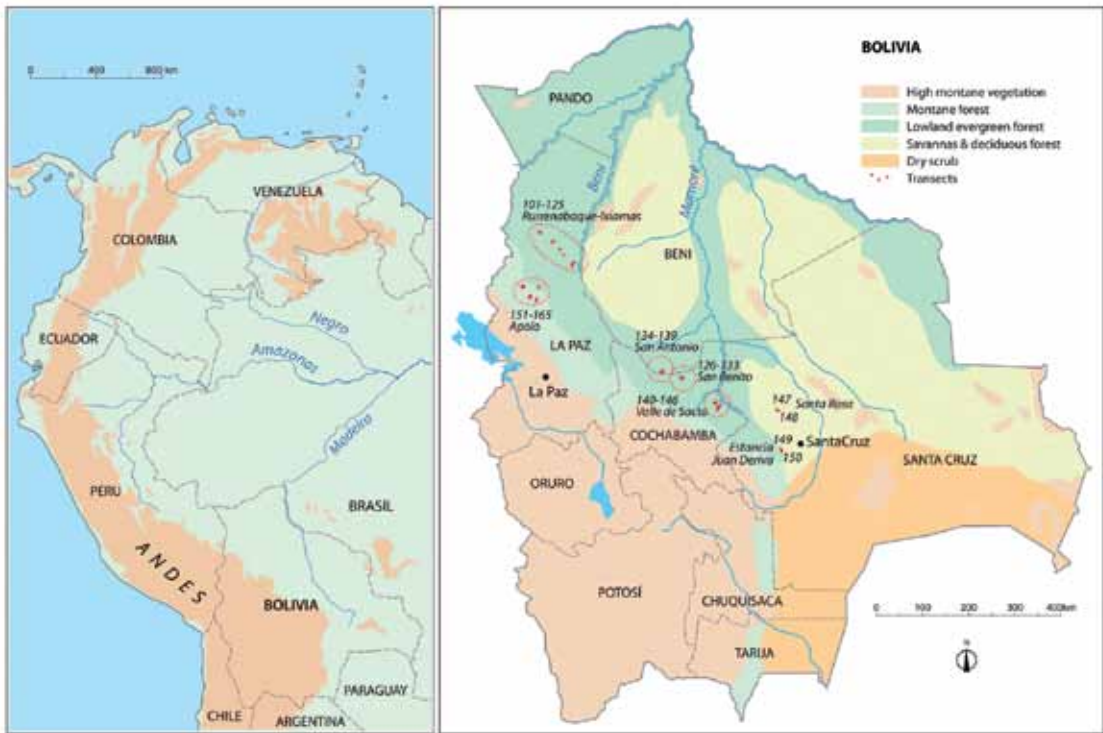 0 400 800 km
VENEZUELA
COLOMBIA
ECUADOR
Negro
Amazonas
Madeira
PERU
BRASIL
ANDES
BOLIVIA
PARAGUAY
CHILE
ARGENTINA
BOLIVIA
High montane vegetation
Montane forest
Lowland evergreen forest
Savannas & deciduous forest
Dry scrub
Transects
PANDO
Beni
Mamoré
101-125
Rurrenabaque-Ixiamas
BENI
151-165
Apolo
LA PAZ
134-139
San Antonio
126-133
San Benito
La Paz
140-146
Valle de Sacta
147
Santa Rosa
148
COCHABAMBA
149
SantaCruz
Estancia
Juan Deriva
150
SANTA CRUZ
ORURO
POTOSÍ
CHUQUISACA
0 100 200 300 400km
TARIJA
N